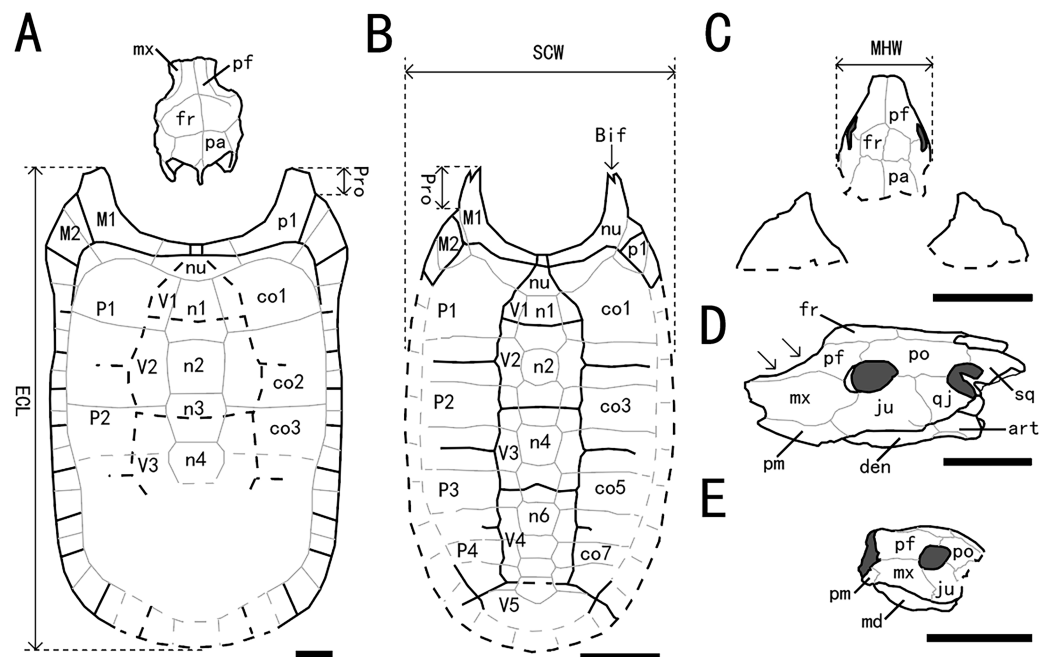 A
mx
pf
fr
pa
Pro
M1
p1
M2
nu
V1
n1
co1
P1
V2
n2
co2
ECL
n3
P2
co3
V3
n4
B
SCW
Bif
Pro
M1
nu
M2
p1
nu
P1
V1
n1
co1
V2
n2
P2
co3
V3
n4
P3
co5
n6
V4
P4
co7
V5
C
MHW
pf
fr
pa
D
fr
pf
po
mx
ju
qj
sq
art
pm
den
E
pf
po
mx
pm
ju
md